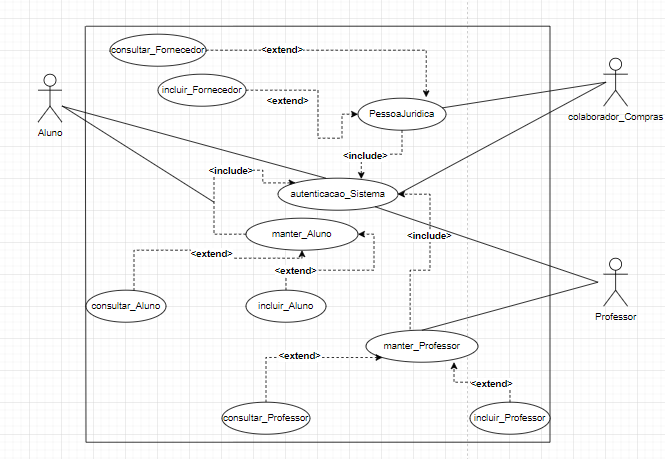 consultar_Fornecedor
<extend>
incluir_Fornecedor
<extend>
PessoaJuridica
colaborador_Compras
Aluno
<include>
<include>
autenticacao_Sistema
manter_Aluno
<include>
<extend>
<extend>
consultar_Aluno
incluir_Aluno
Professor
manter_Professor
<extend>
<extend>
consultar_Professor
incluir_Professor